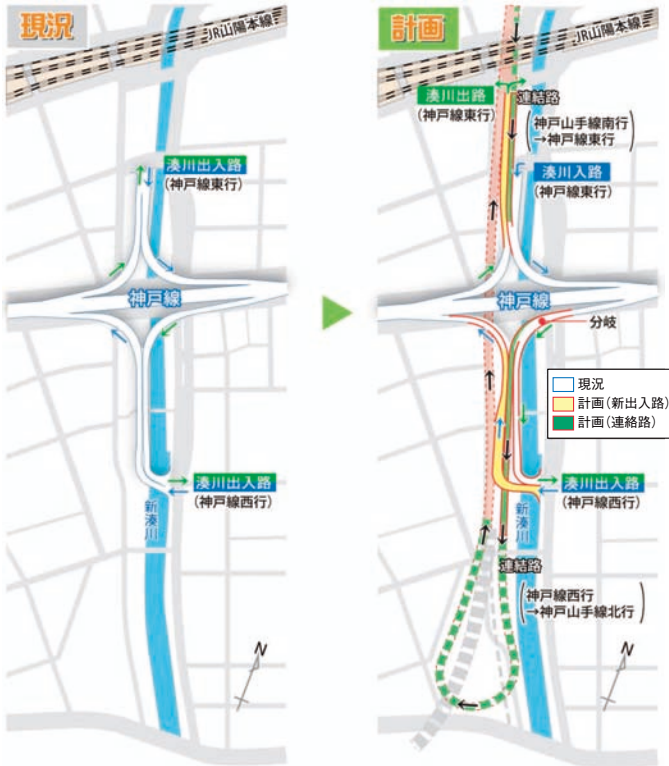 現況
JR山陽本線
湊川出入路
(神戸線東行)
神戸線
湊川出入路
(神戸線西行)
新湊川
N
計画
JR山陽本線
湊川出路
(神戸線東行)
連結路
(神戸山手線南行
→神戸線東行)
湊川入路
(神戸線東行)
神戸線
分岐
現況
計画(新出入路)
計画(連絡路)
湊川出入路
(神戸線西行)
新湊川
連結路
(神戸線西行
→神戸山手線北行)
N